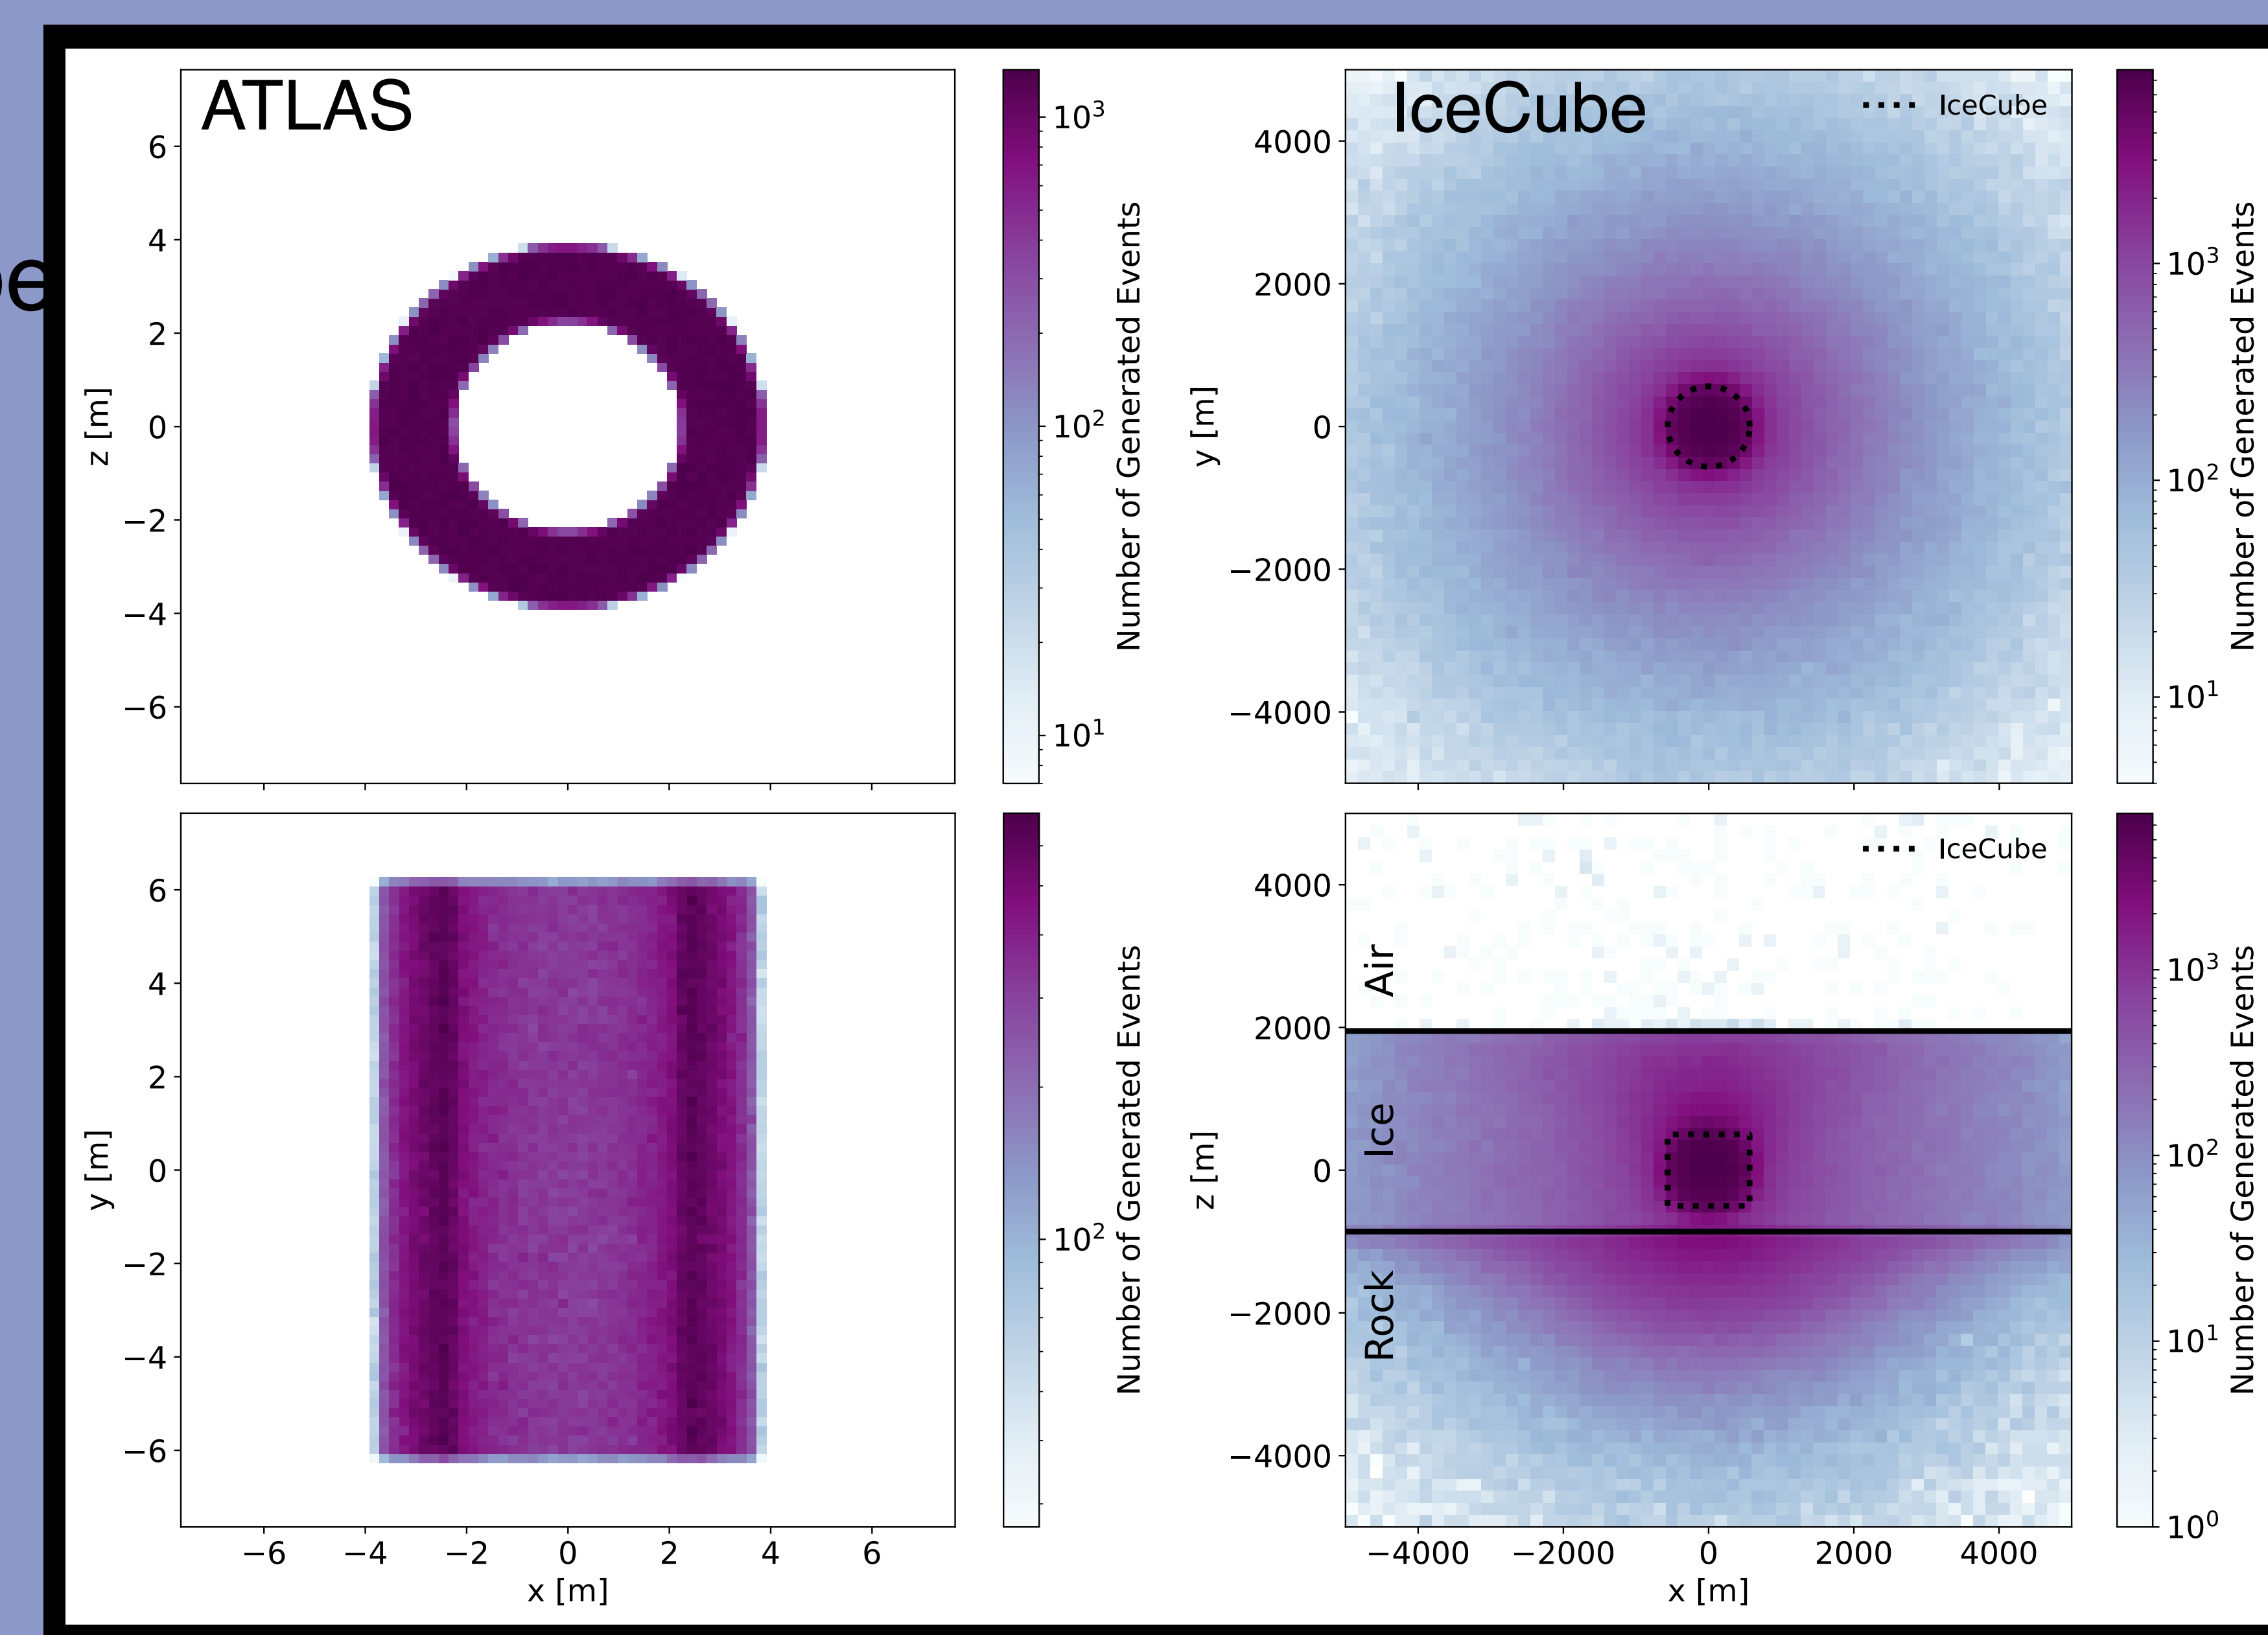 ATLAS
6
4
2
0
−2
−4
−6
z [m]
10³
10²
10¹
Number of Generated Events
IceCube
IceCube
4000
2000
0
−2000
−4000
y [m]
10³
10²
10¹
Number of Generated Events
6
4
2
0
−2
−4
−6
y [m]
−6 −4 −2 0 2 4 6
x [m]
10²
Number of Generated Events
IceCube
Air
Ice
Rock
4000
2000
0
−2000
−4000
z [m]
−4000 −2000 0 2000 4000
x [m]
10³
10²
10¹
10⁰
Number of Generated Events